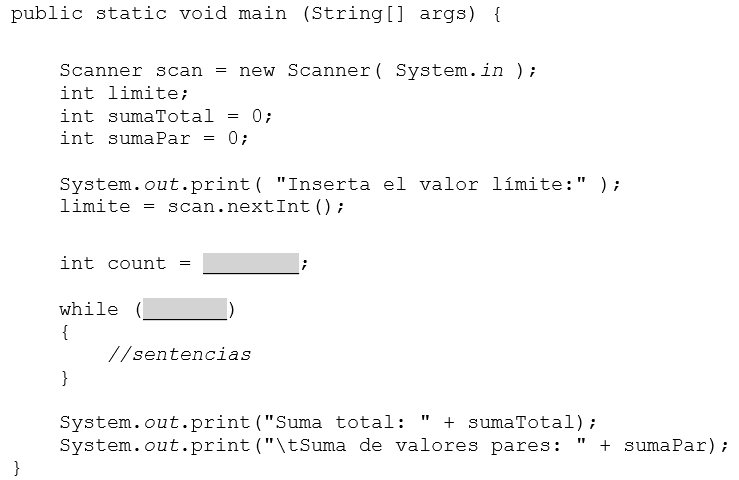 public static void main (String[] args) {
Scanner scan = new Scanner( System.in );
int limite;
int sumaTotal = 0;
int sumaPar = 0;
System.out.print( "Inserta el valor límite:" );
limite = scan.nextInt();
int count = ________;
while (_______)
{
//sentencias
}
System.out.print("Suma total: " + sumaTotal);
System.out.print("\tSuma de valores pares: " + sumaPar);
}